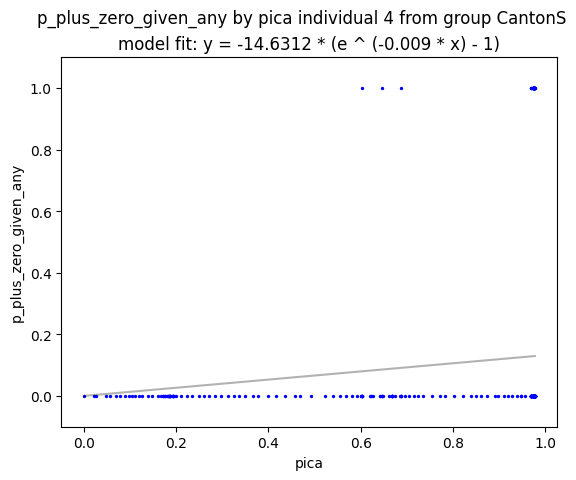 p_plus_zero_given_any by pica individual 4 from group CantonS
model fit: y = -14.6312 * (e ^ (-0.009 * x) - 1)
1.0
0.8
0.6
0.4
0.2
0.0
p_plus_zero_given_any
0.0 0.2 0.4 0.6 0.8 1.0
pica